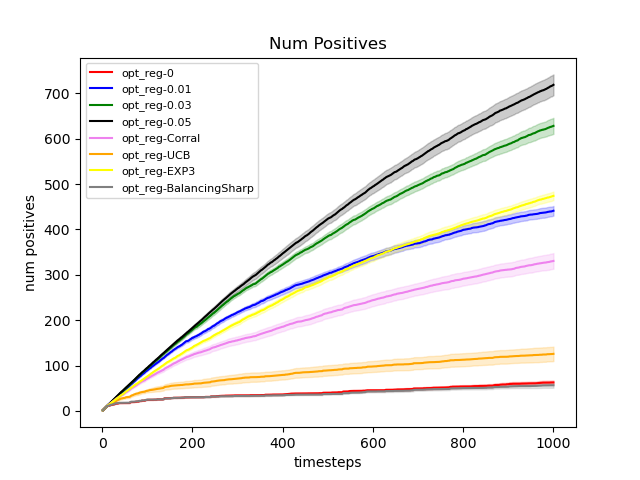 Num Positives
opt_reg-0
opt_reg-0.01
opt_reg-0.03
opt_reg-0.05
opt_reg-Corral
opt_reg-UCB
opt_reg-EXP3
opt_reg-BalancingSharp
num positives
700
600
500
400
300
200
100
0
0 200 400 600 800 1000
timesteps